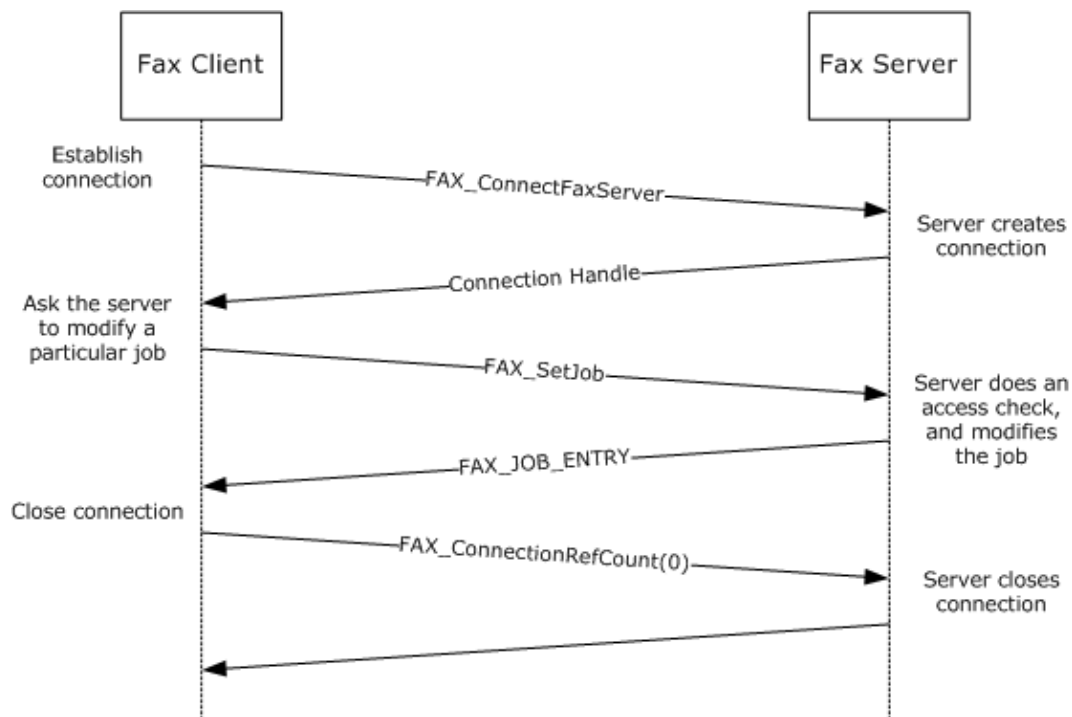 Fax Client
Fax Server
Establish
connection
FAX_ConnectFaxServer
Server creates
connection
Connection Handle
Ask the server
to modify a
particular job
FAX_SetJob
Server does an
access check,
and modifies
the job
FAX_JOB_ENTRY
Close connection
FAX_ConnectionRefCount(0)
Server closes
connection